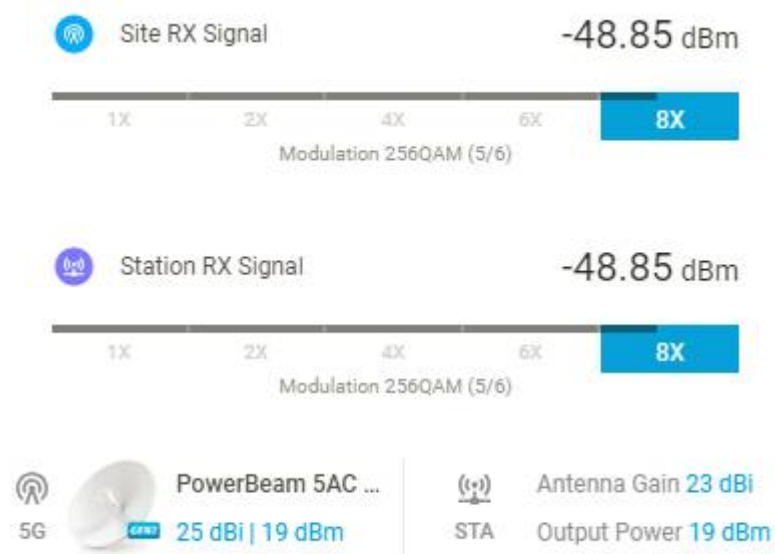 Site RX Signal -48.85 dBm
1X 2X 4X 6X 8X
Modulation 256QAM (5/6)
Station RX Signal -48.85 dBm
1X 2X 4X 6X 8X
Modulation 256QAM (5/6)
PowerBeam 5AC ... Antenna Gain 23 dBi
5G GEN2 25 dBi | 19 dBm STA Output Power 19 dBm